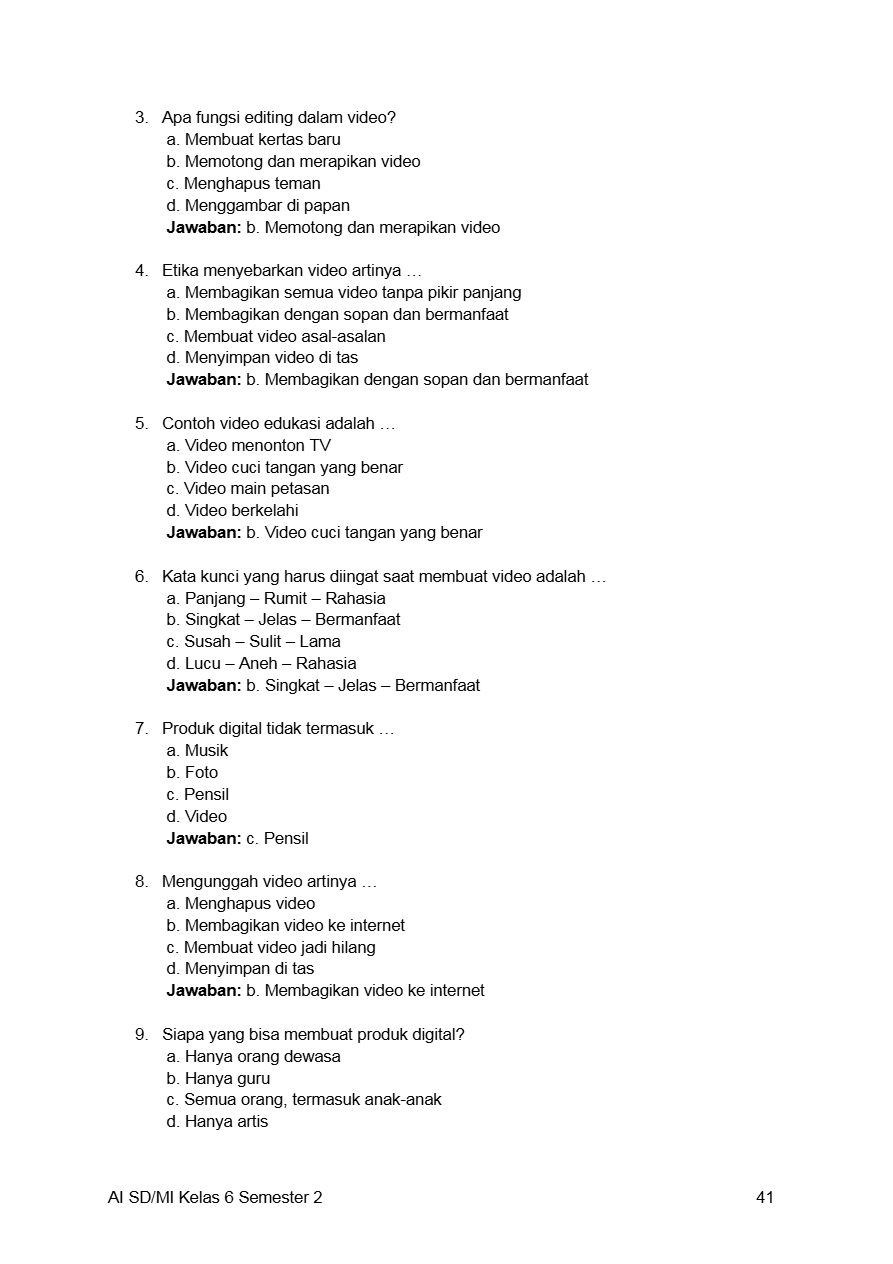 3. Apa fungsi editing dalam video?
a. Membuat kertas baru
b. Memotong dan merapikan video
c. Menghapus teman
d. Menggambar di papan
Jawaban: b. Memotong dan merapikan video
4. Etika menyebarkan video artinya …
a. Membagikan semua video tanpa pikir panjang
b. Membagikan dengan sopan dan bermanfaat
c. Membuat video asal-asalan
d. Menyimpan video di tas
Jawaban: b. Membagikan dengan sopan dan bermanfaat
5. Contoh video edukasi adalah …
a. Video menonton TV
b. Video cuci tangan yang benar
c. Video main petasan
d. Video berkelahi
Jawaban: b. Video cuci tangan yang benar
6. Kata kunci yang harus diingat saat membuat video adalah …
a. Panjang – Rumit – Rahasia
b. Singkat – Jelas – Bermanfaat
c. Susah – Sulit – Lama
d. Lucu – Aneh – Rahasia
Jawaban: b. Singkat – Jelas – Bermanfaat
7. Produk digital tidak termasuk …
a. Musik
b. Foto
c. Pensil
d. Video
Jawaban: c. Pensil
8. Mengunggah video artinya …
a. Menghapus video
b. Membagikan video ke internet
c. Membuat video jadi hilang
d. Menyimpan di tas
Jawaban: b. Membagikan video ke internet
9. Siapa yang bisa membuat produk digital?
a. Hanya orang dewasa
b. Hanya guru
c. Semua orang, termasuk anak-anak
d. Hanya artis
AI SD/MI Kelas 6 Semester 2 41